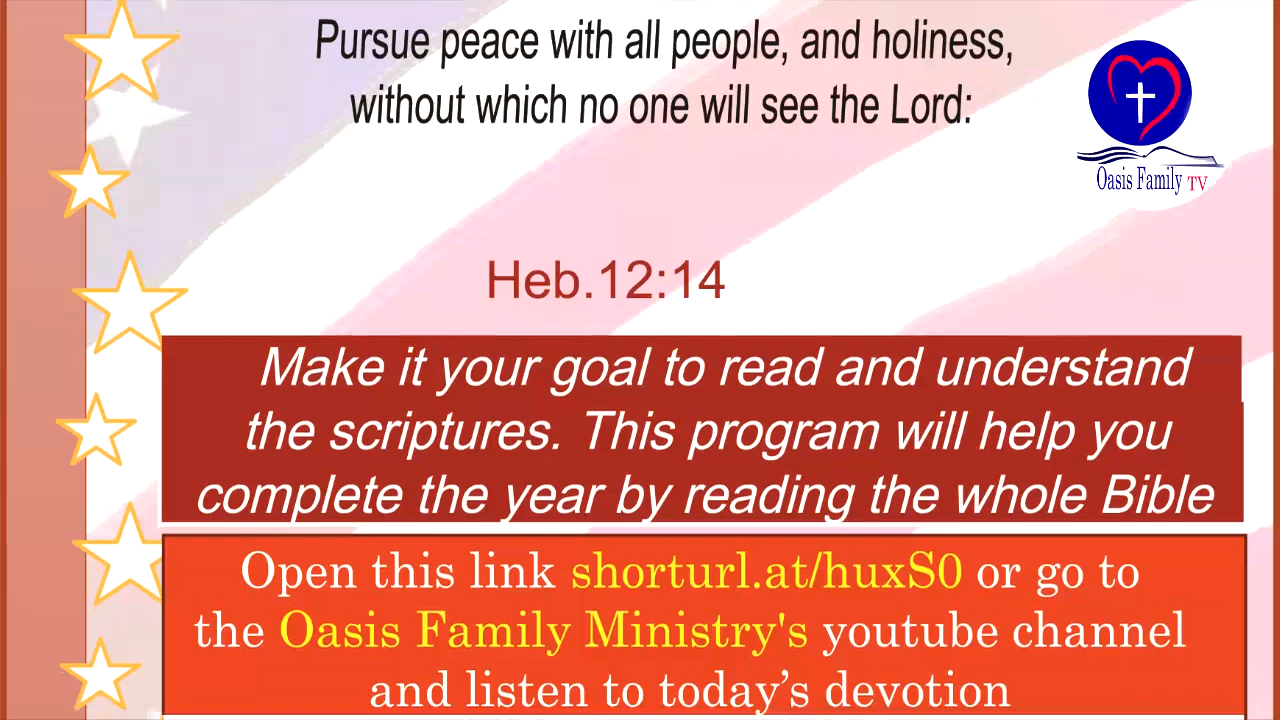 Pursue peace with all people, and holiness,
without which no one will see the Lord:
Oasis Family TV
Heb.12:14
Make it your goal to read and understand
the scriptures. This program will help you
complete the year by reading the whole Bible
Open this link shorturl.at/huxS0 or go to
the Oasis Family Ministry's youtube channel
and listen to today’s devotion